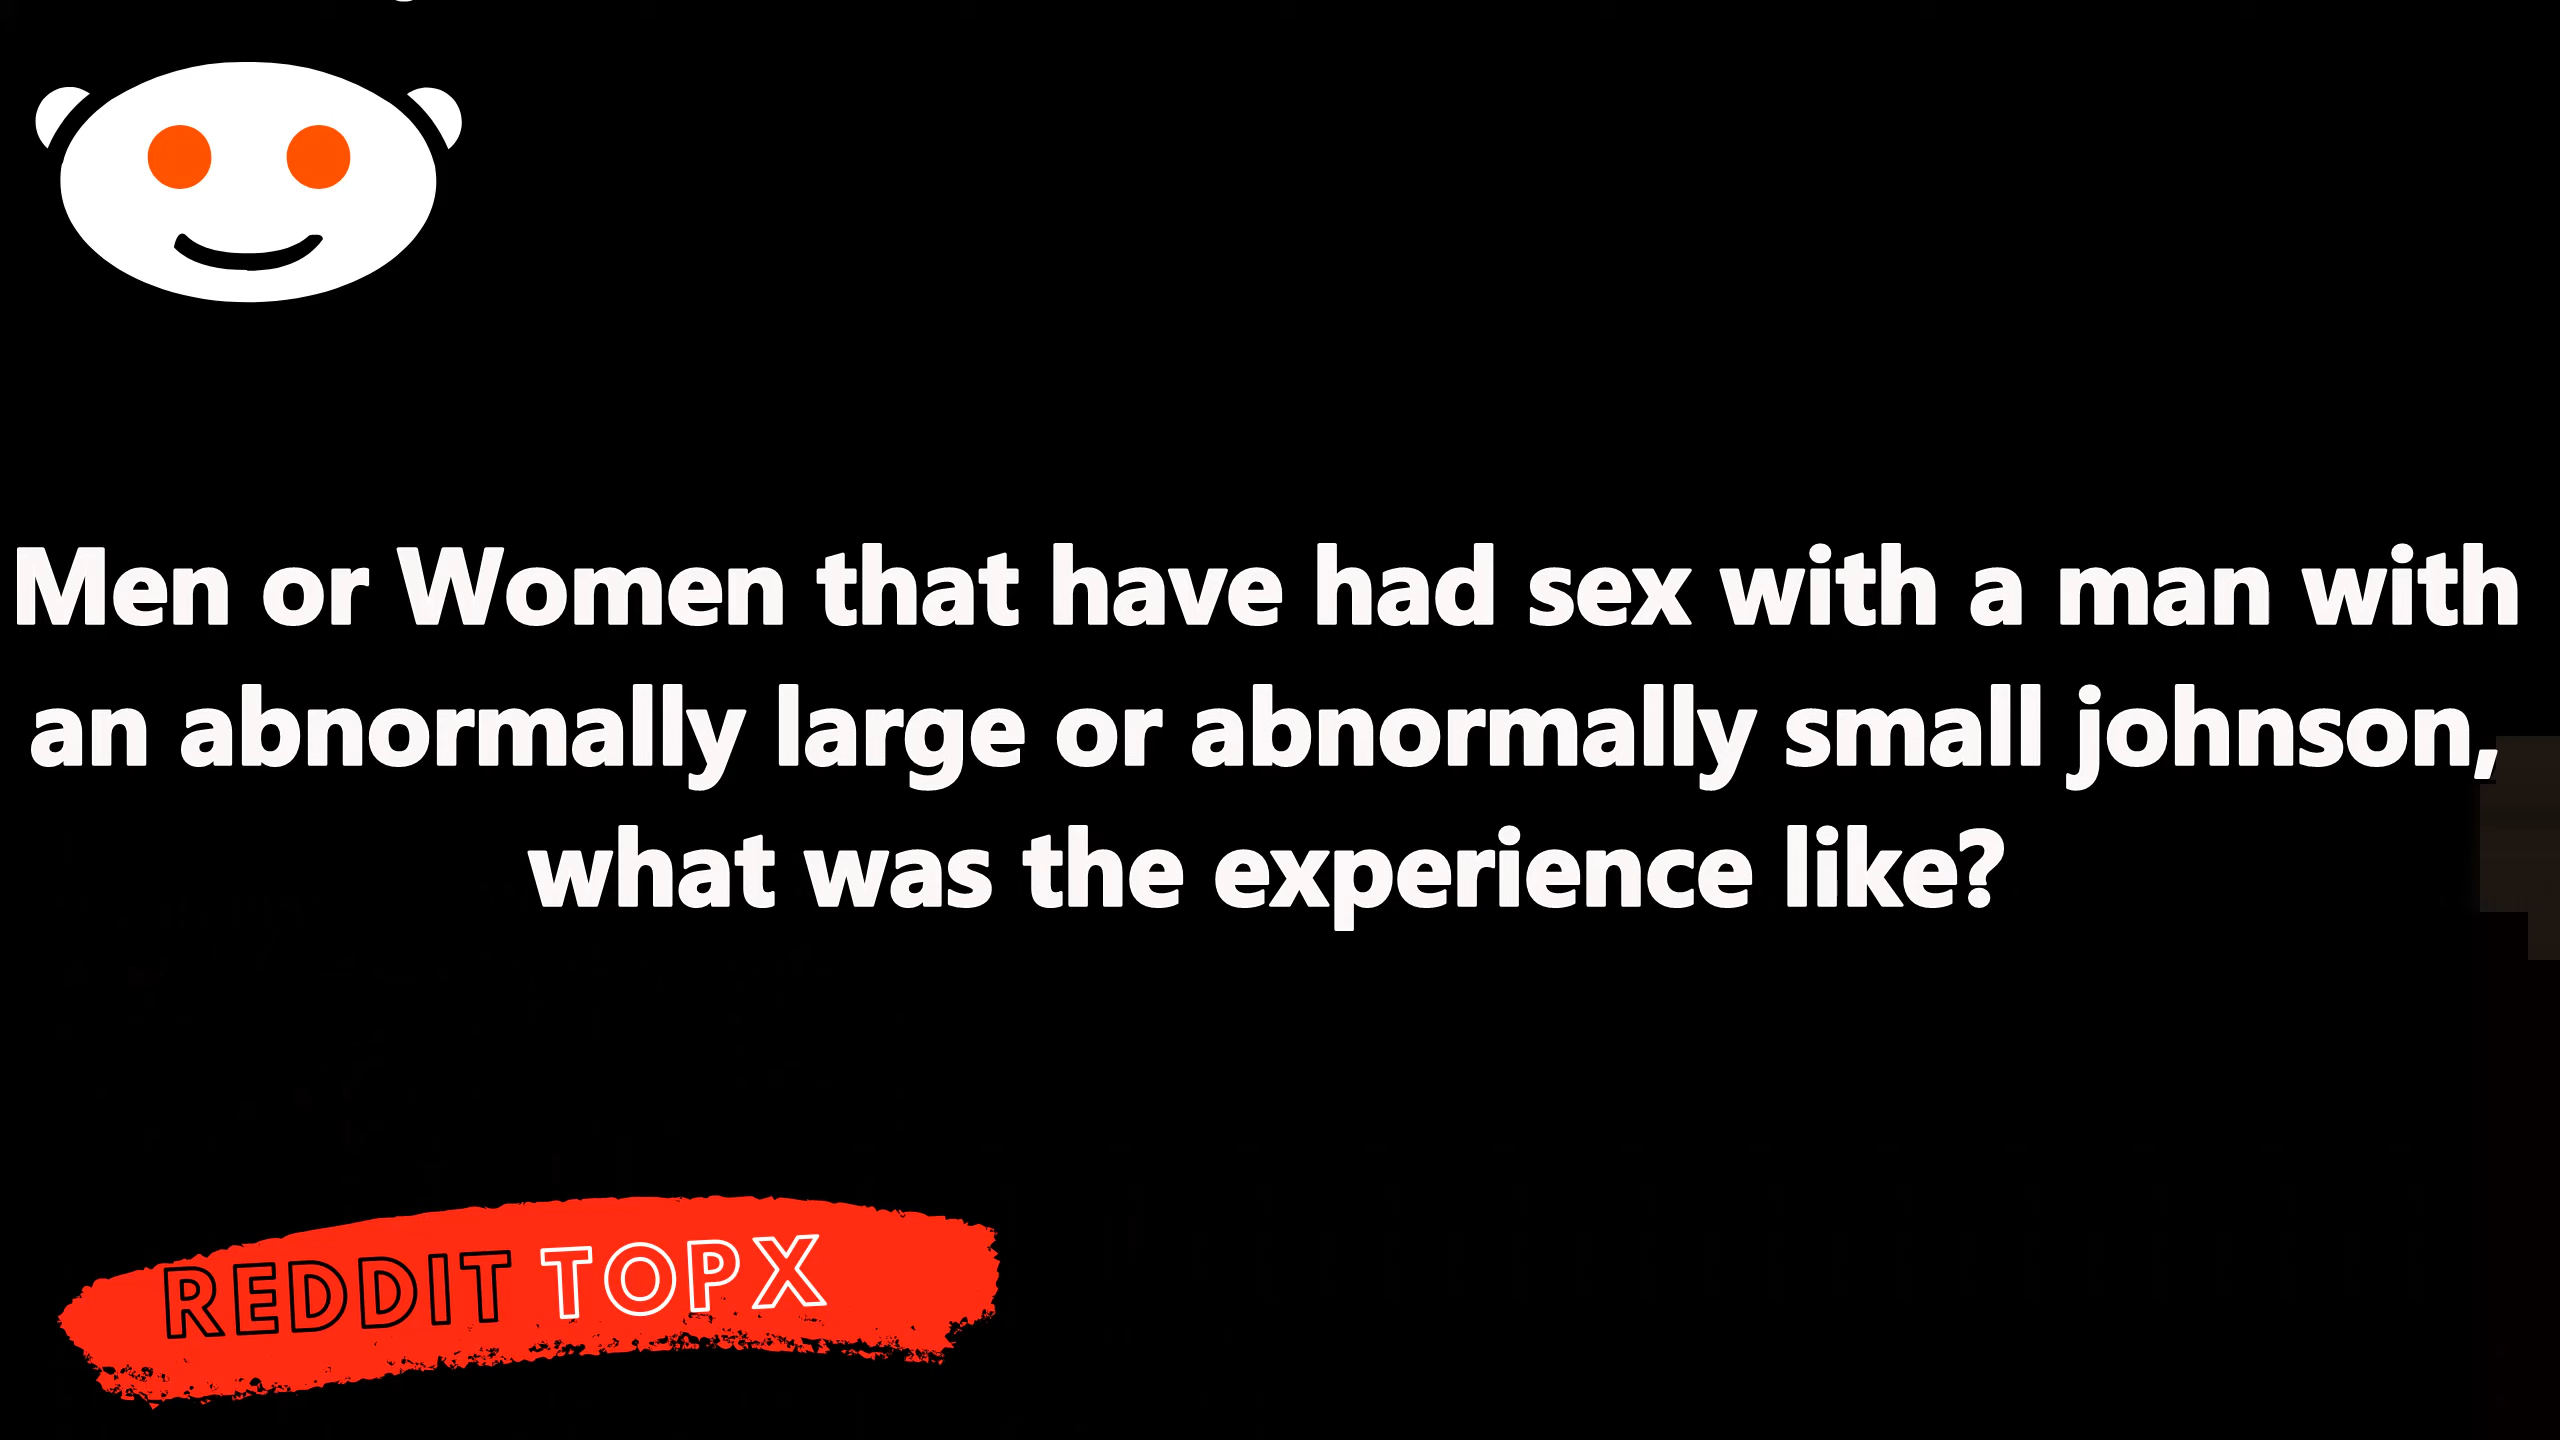 Men or Women that have had sex with a man with
an abnormally large or abnormally small johnson,
what was the experience like?
REDDIT TOPX